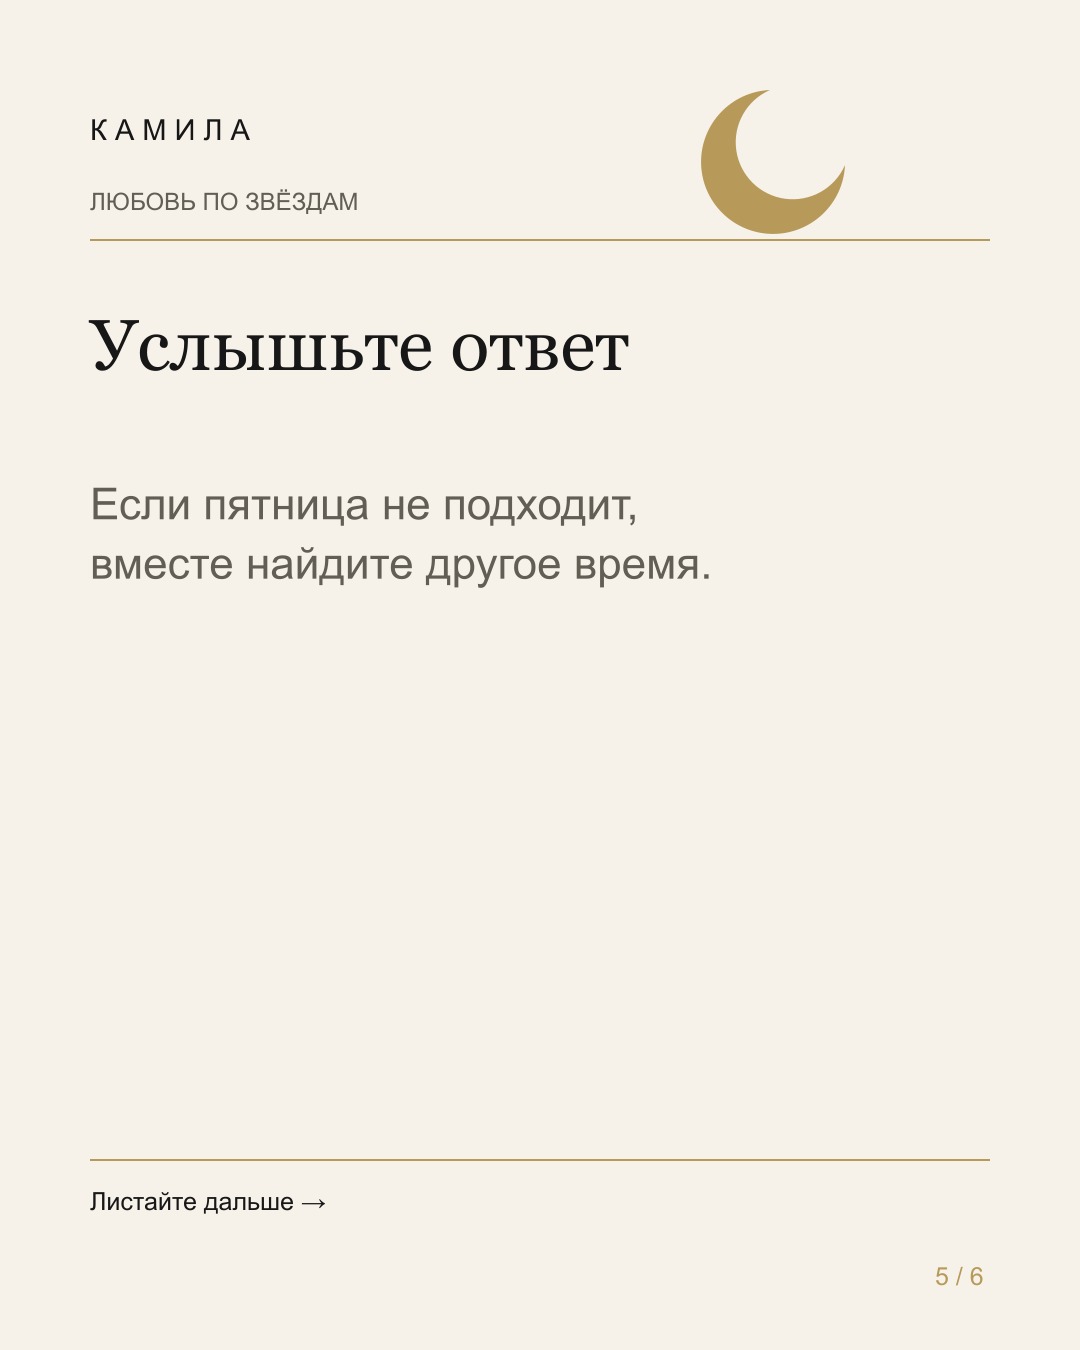 КАМИЛА
ЛЮБОВЬ ПО ЗВЁЗДАМ
Услышьте ответ
Если пятница не подходит,
вместе найдите другое время.
Листайте дальше →
5 / 6